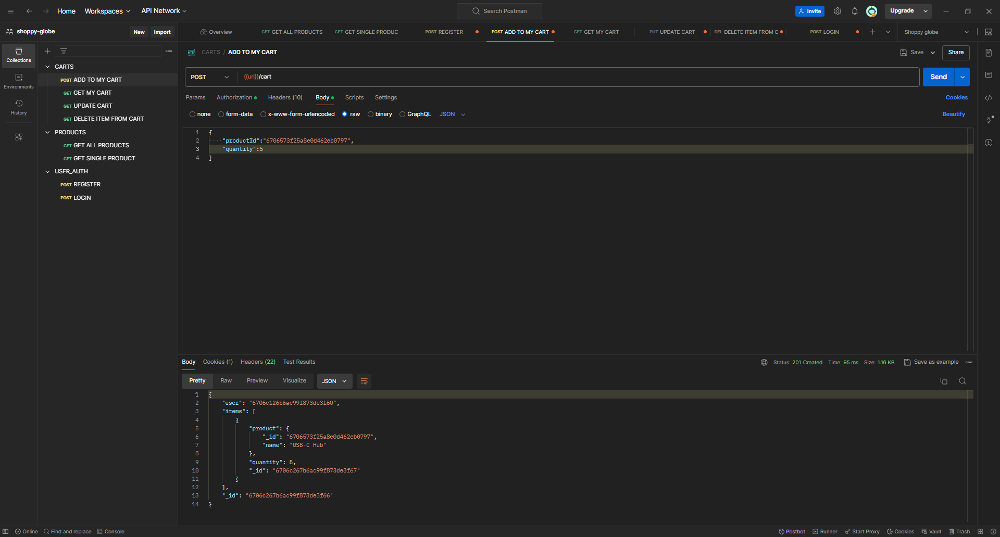 Home
Workspaces
API Network
Search Postman
Invite
Upgrade
shoppy-globe
New
Import
Overview
GET GET ALL PRODUCTS
GET GET SINGLE PRODUC
POST REGISTER
POST ADD TO MY CART
GET GET MY CART
PUT UPDATE CART
DEL DELETE ITEM FROM C
POST LOGIN
Shoppy globe
Collections
Environments
History
CARTS
POST ADD TO MY CART
GET GET MY CART
GET UPDATE CART
GET DELETE ITEM FROM CART
PRODUCTS
GET GET ALL PRODUCTS
GET GET SINGLE PRODUCT
USER_AUTH
POST REGISTER
POST LOGIN
HTTP CARTS / ADD TO MY CART
Save
Share
POST
{{url}}/cart
Send
Params
Authorization
Headers (10)
Body
Scripts
Settings
Cookies
none
form-data
x-www-form-urlencoded
raw
binary
GraphQL
JSON
Beautify
1 {
2 ····"productId":"6706573f25a8e0d462eb0797",
3 ····"quantity":5
4 }
Body
Cookies (1)
Headers (22)
Test Results
Status: 201 Created
Time: 95 ms
Size: 1.16 KB
Save as example
Pretty
Raw
Preview
Visualize
JSON
1 {
2 "user": "6706c126b6ac99f873de3f60",
3 "items": [
4 {
5 "product": {
6 "_id": "6706573f25a8e0d462eb0797",
7 "name": "USB-C Hub"
8 },
9 "quantity": 5,
10 "_id": "6706c267b6ac99f873de3f67"
11 }
12 ],
13 "_id": "6706c267b6ac99f873de3f66"
14 }
Online
Find and replace
Console
Postbot
Runner
Start Proxy
Cookies
Vault
Trash